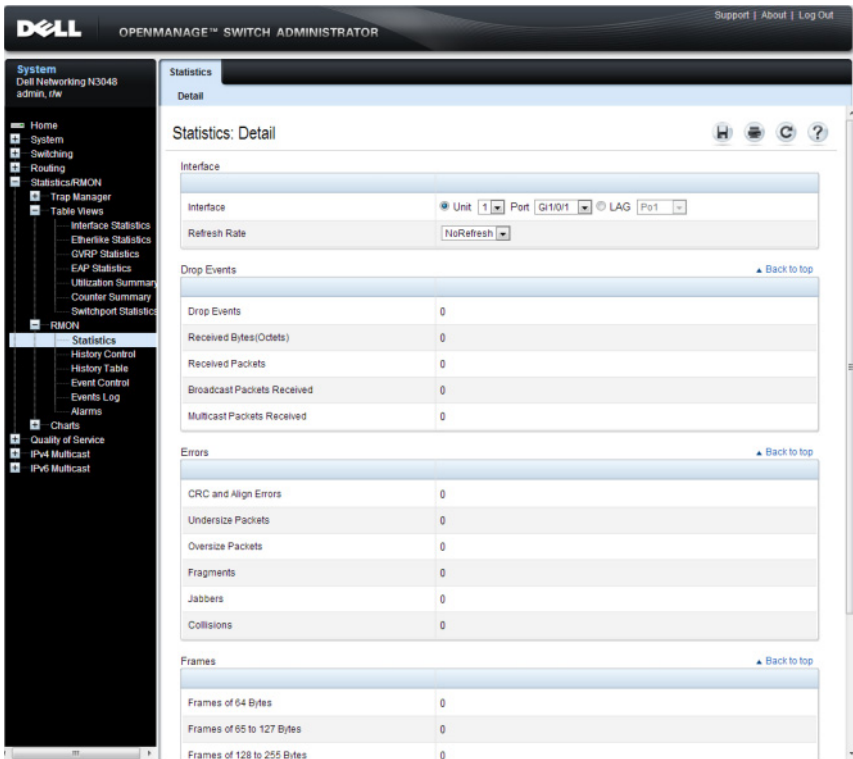 Support | About | Log Out
DELL
OPENMANAGE™ SWITCH ADMINISTRATOR
System
Dell Networking N3048
admin, r/w
Home
System
Switching
Routing
Statistics/RMON
Trap Manager
Table Views
Interface Statistics
Etherlike Statistics
GVRP Statistics
EAP Statistics
Utilization Summary
Counter Summary
Switchport Statistics
RMON
Statistics
History Control
History Table
Event Control
Events Log
Alarms
Charts
Quality of Service
IPv4 Multicast
IPv6 Multicast
Statistics
Detail
Statistics: Detail
Interface
Interface Unit 1 Port Gi1/0/1 LAG Po1
Refresh Rate NoRefresh
Drop Events Back to top
Drop Events 0
Received Bytes(Octets) 0
Received Packets 0
Broadcast Packets Received 0
Multicast Packets Received 0
Errors Back to top
CRC and Align Errors 0
Undersize Packets 0
Oversize Packets 0
Fragments 0
Jabbers 0
Collisions 0
Frames Back to top
Frames of 64 Bytes 0
Frames of 65 to 127 Bytes 0
Frames of 128 to 255 Bytes 0